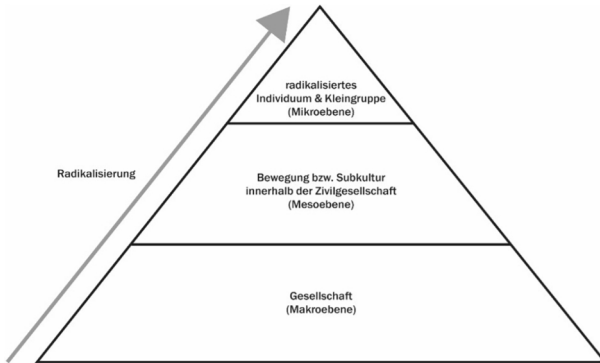 radikalisiertes
Individuum & Kleingruppe
(Mikroebene)
Radikalisierung
Bewegung bzw. Subkultur
innerhalb der Zivilgesellschaft
(Mesoebene)
Gesellschaft
(Makroebene)